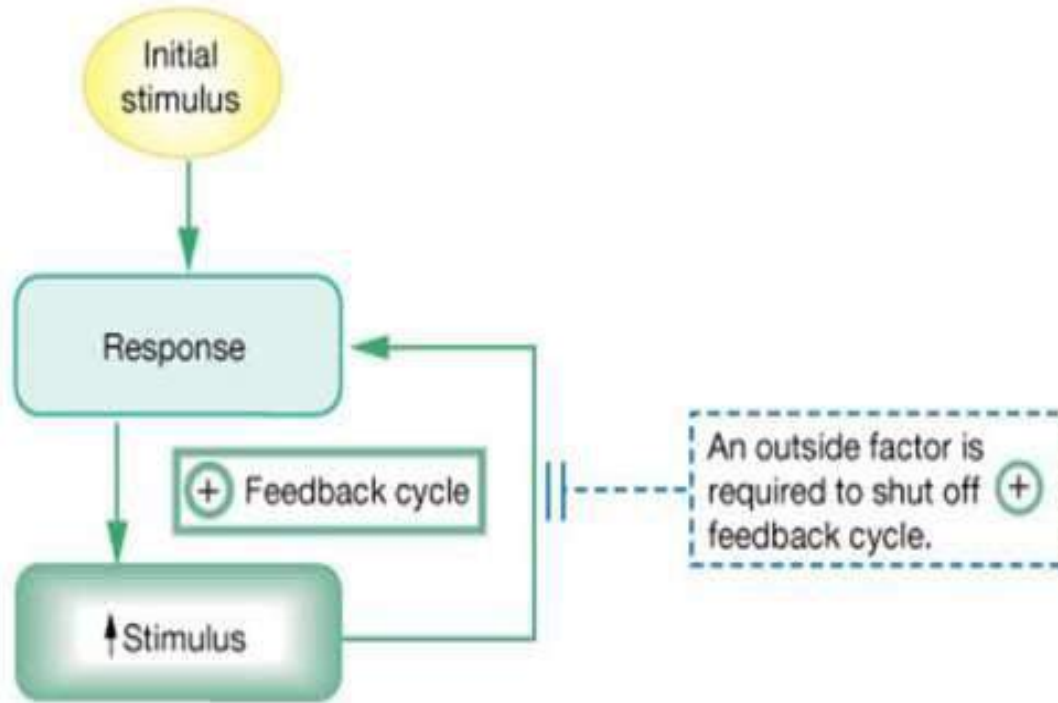 Initial
stimulus
Response
+ Feedback cycle
↑Stimulus
An outside factor is
required to shut off +
feedback cycle.